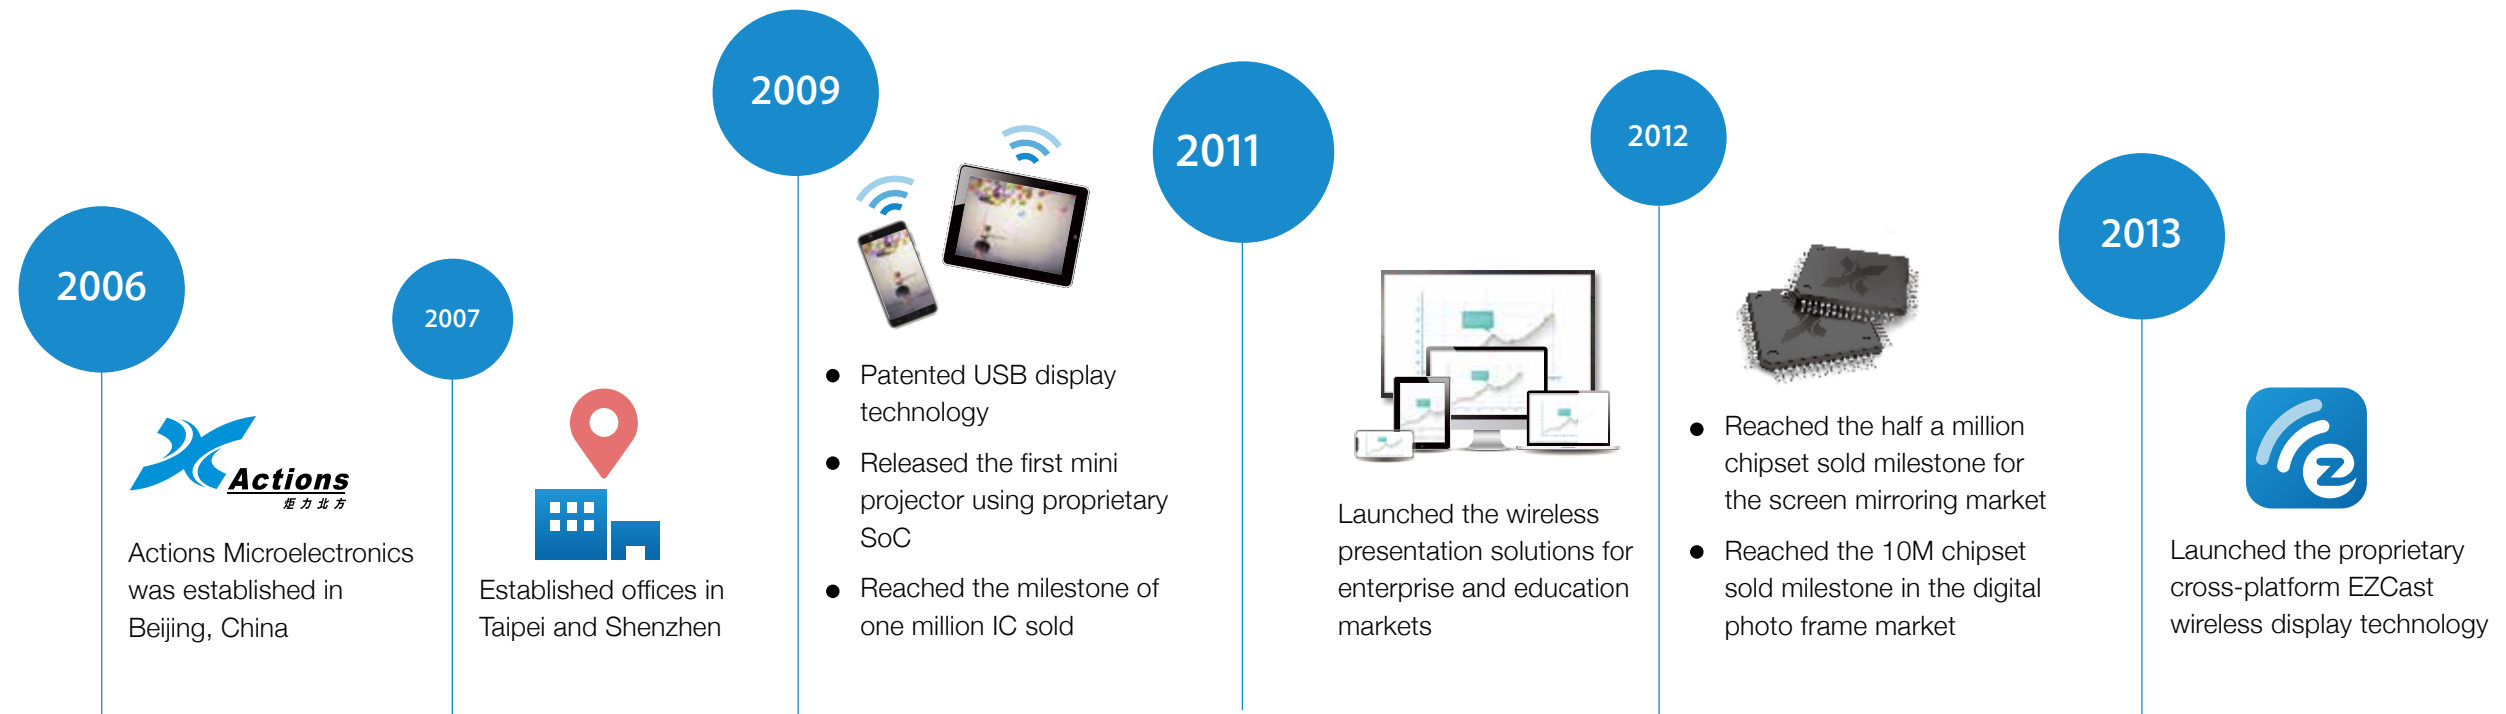 2006
Actions
炬力北方
Actions Microelectronics
was established in
Beijing, China
2007
Established offices in
Taipei and Shenzhen
2009
● Patented USB display
technology
● Released the first mini
projector using proprietary
SoC
● Reached the milestone of
one million IC sold
2011
Launched the wireless
presentation solutions for
enterprise and education
markets
2012
● Reached the half a million
chipset sold milestone for
the screen mirroring market
● Reached the 10M chipset
sold milestone in the digital
photo frame market
2013
Launched the proprietary
cross-platform EZCast
wireless display technology